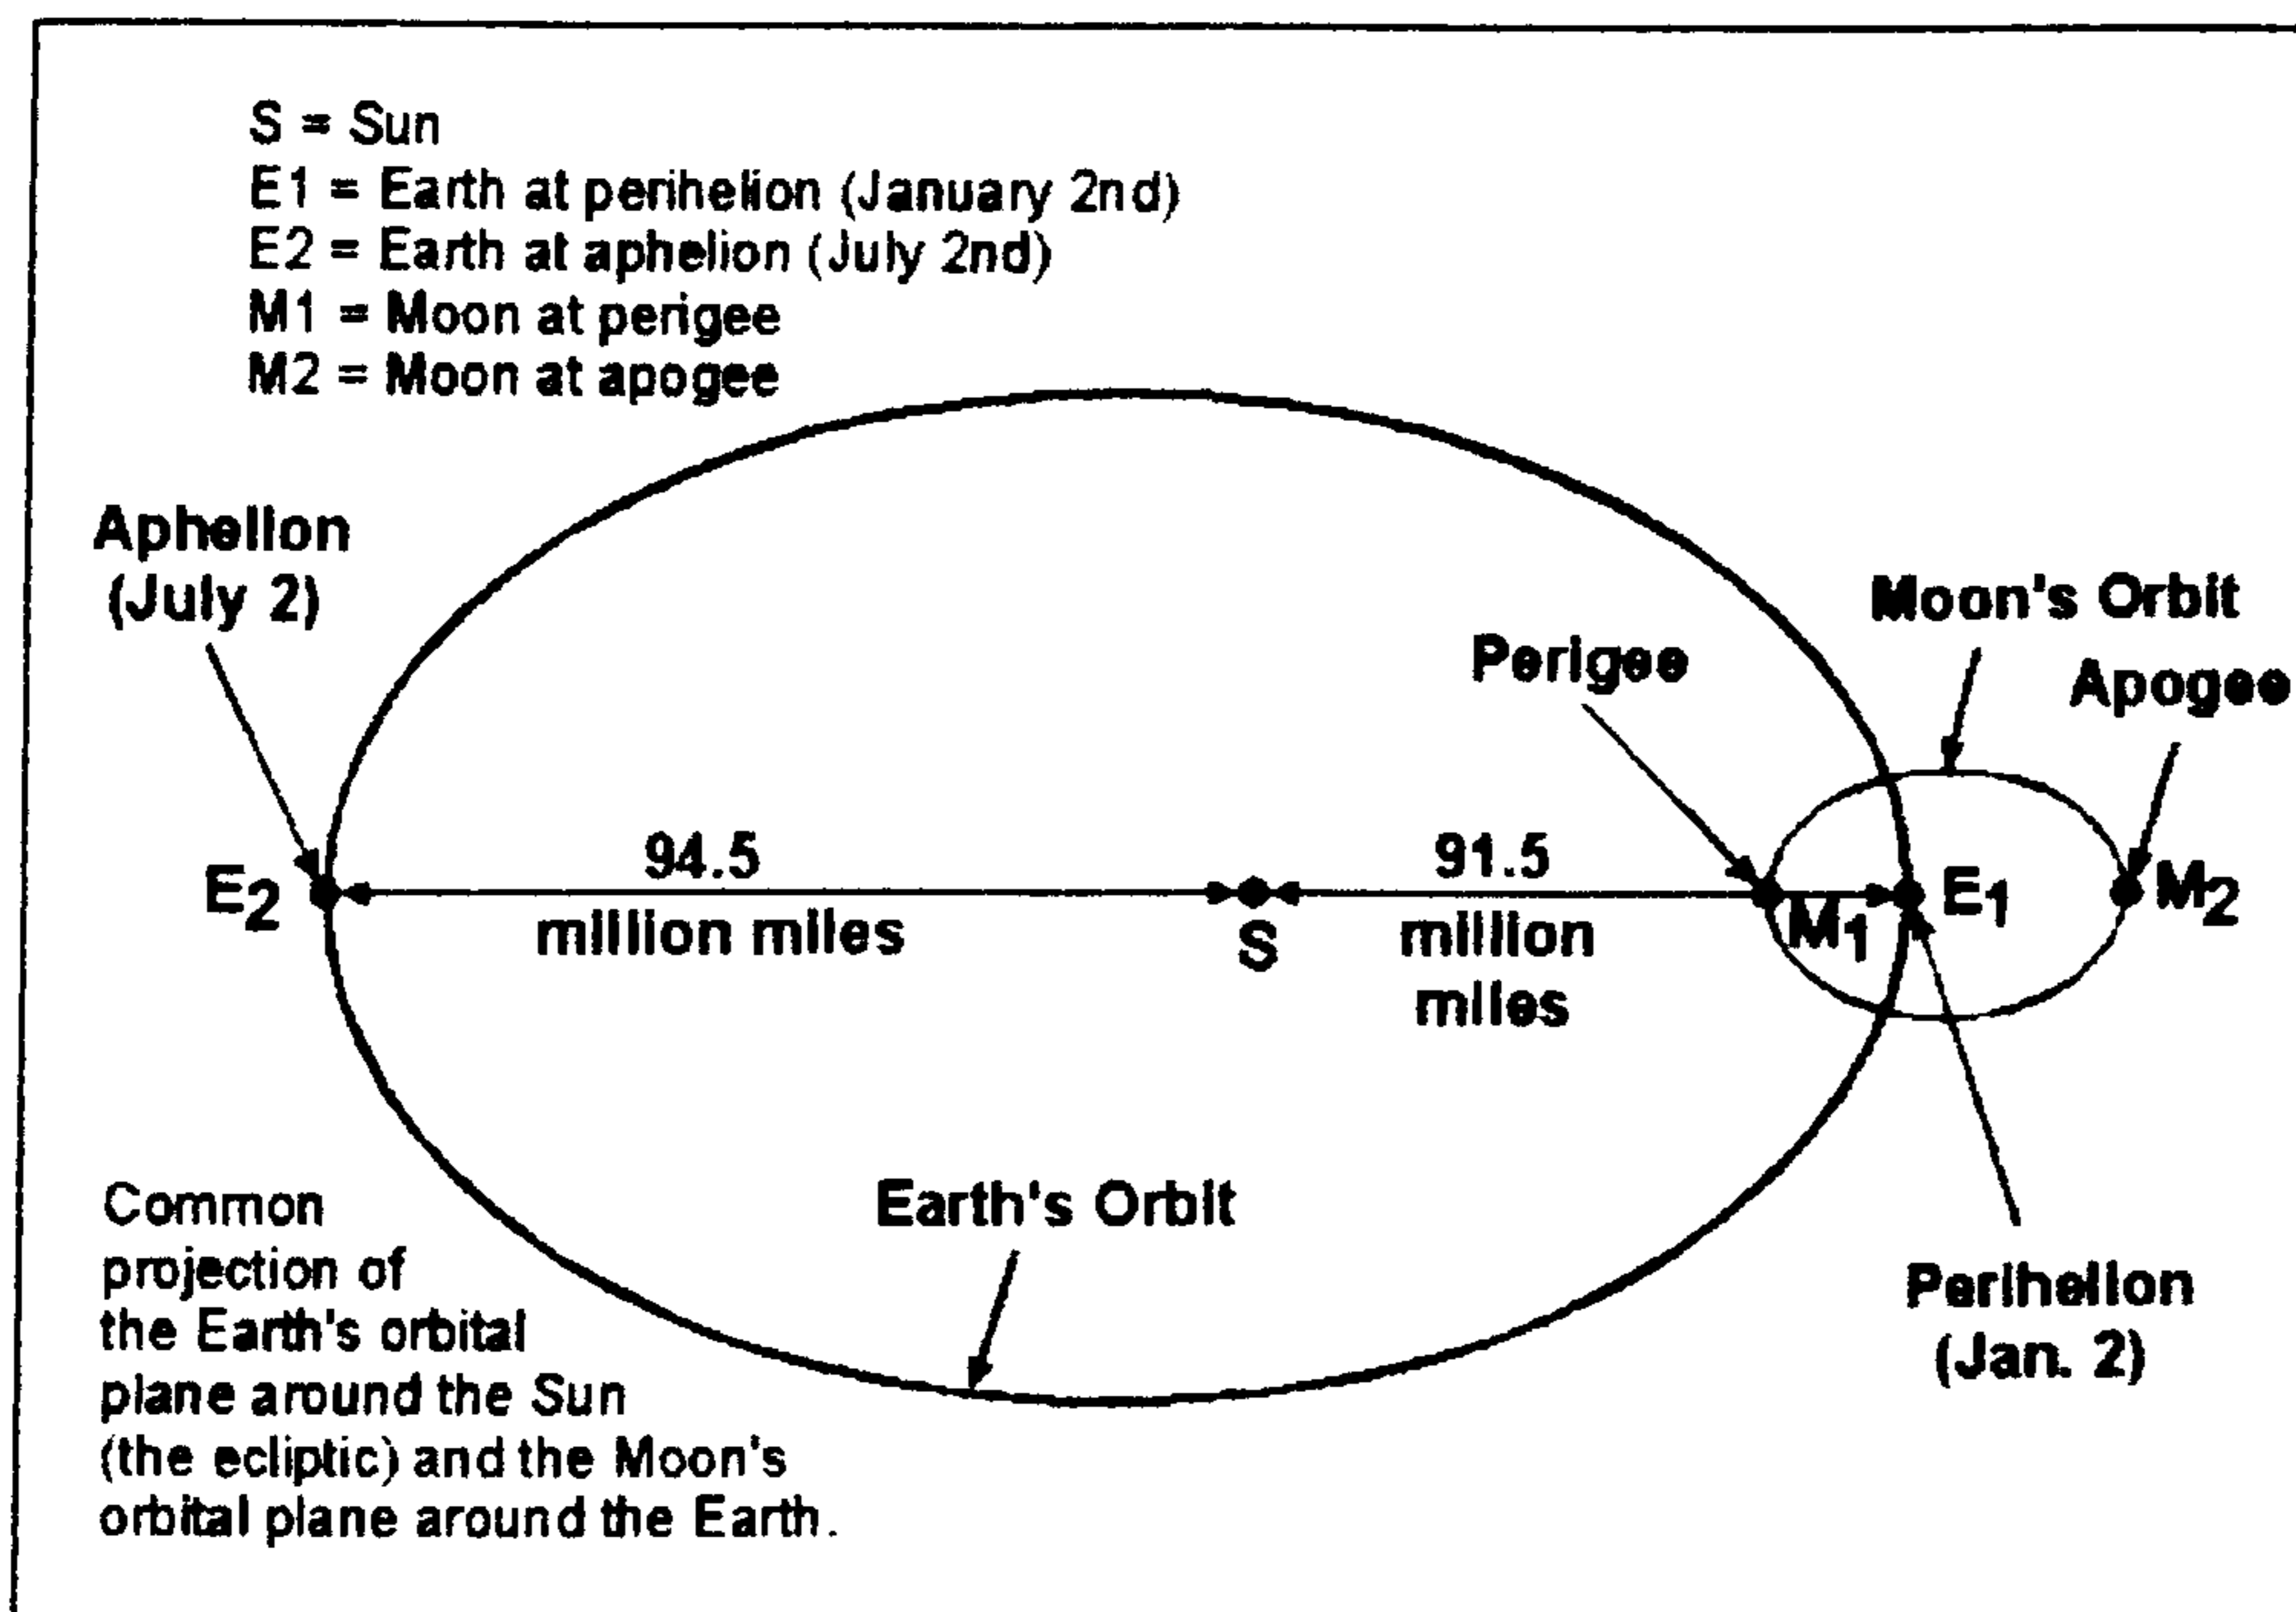 S = Sun
E1 = Earth at perihelion (January 2nd)
E2 = Earth at aphelion (July 2nd)
M1 = Moon at perigee
M2 = Moon at apogee
Aphelion
(July 2)
Moon's Orbit
Perigee
Apogee
94.5
91.5
E2
M1
E1
M2
million miles
S
million
miles
Common
projection of
the Earth's orbital
plane around the Sun
(the ecliptic) and the Moon's
orbital plane around the Earth.
Earth's Orbit
Perihelion
(Jan. 2)